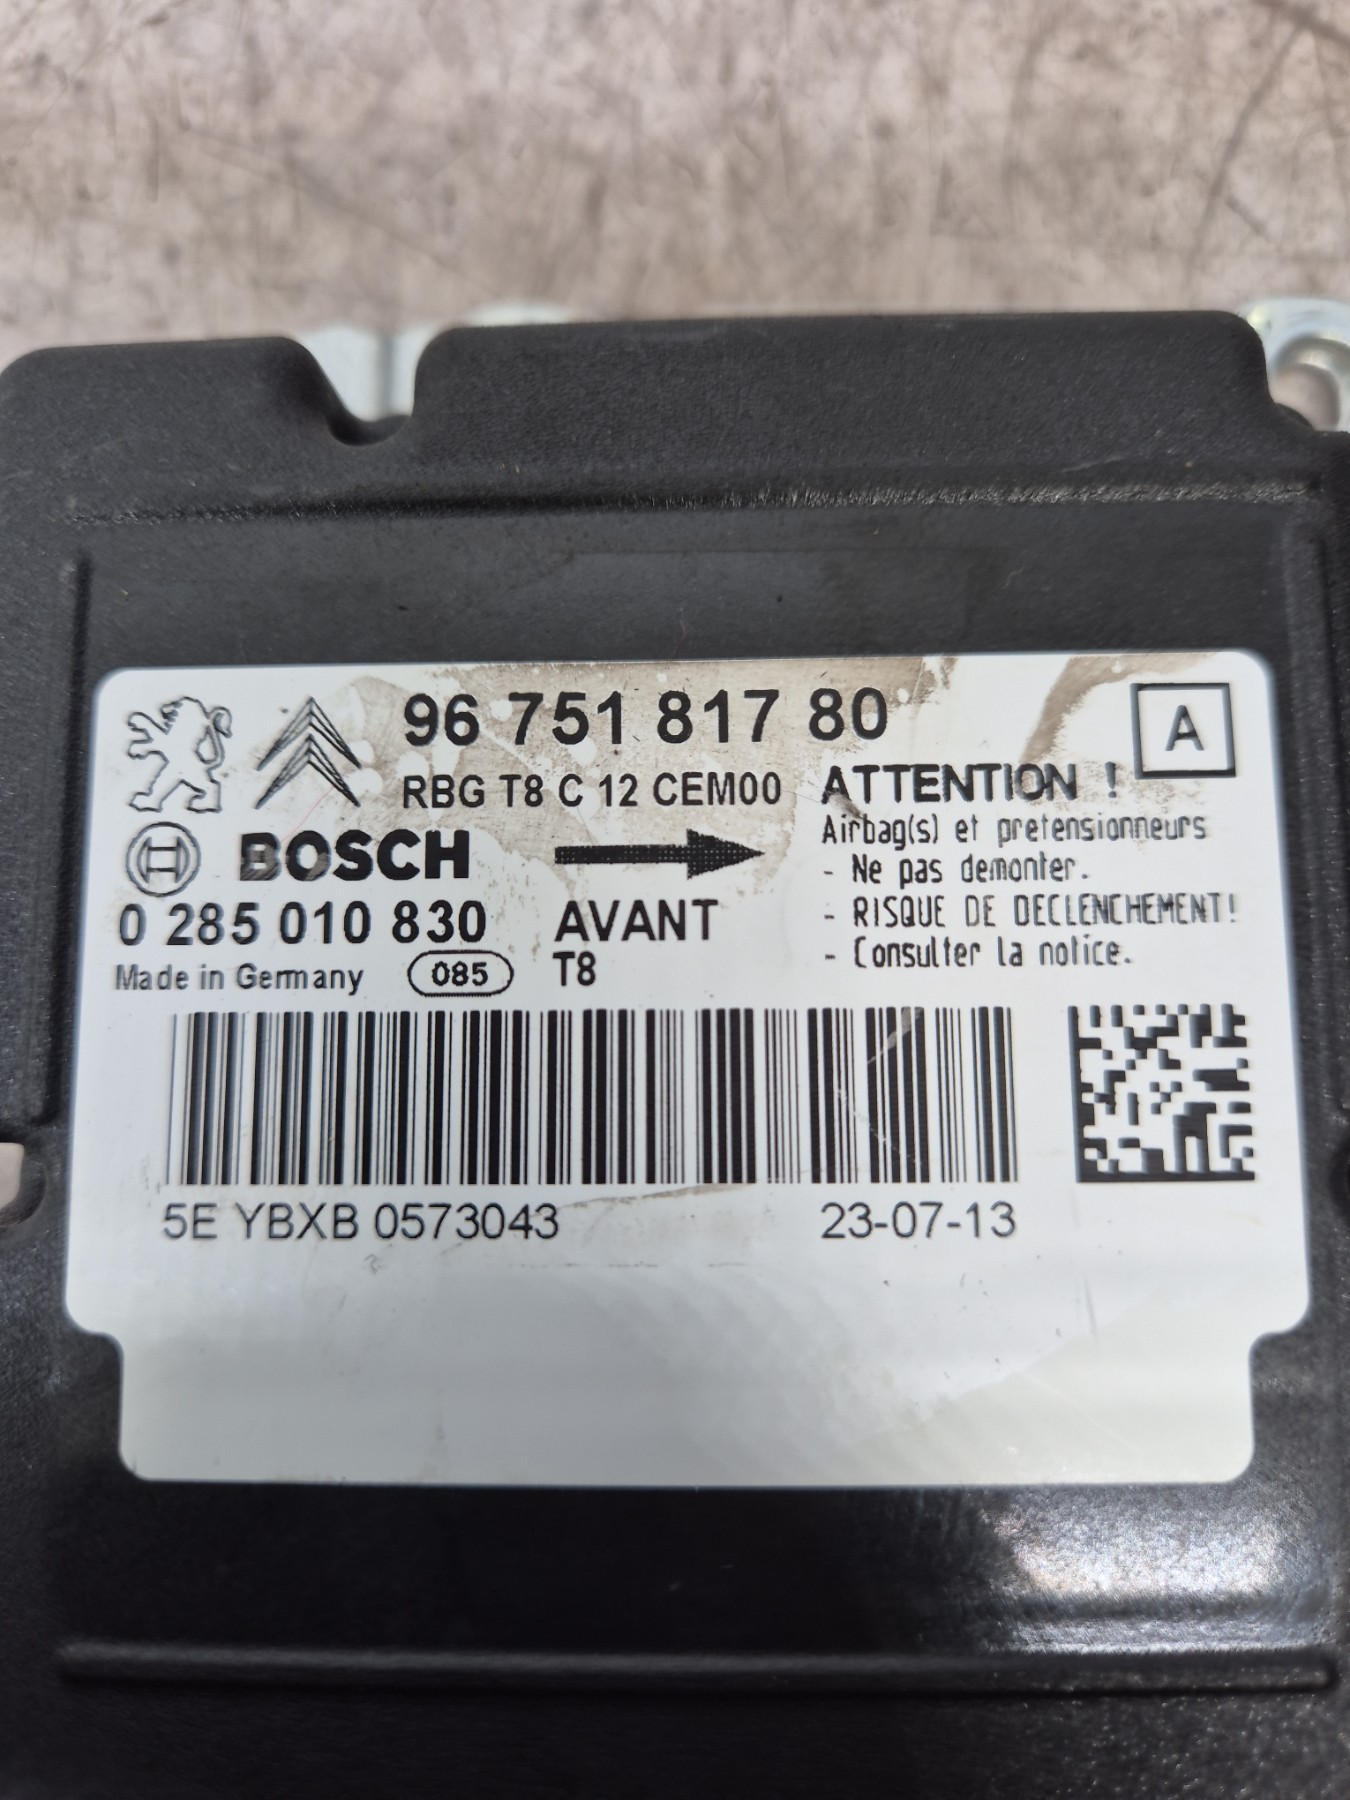 96 751 817 80
A
RBG T8 C 12 CEM00
ATTENTION !
Airbag(s) et pretensionneurs
- Ne pas demonter.
- RISQUE DE DECLENCHEMENT!
- Consulter la notice.
BOSCH
0 285 010 830
AVANT
Made in Germany
085
T8
5E YBXB 0573043
23-07-13